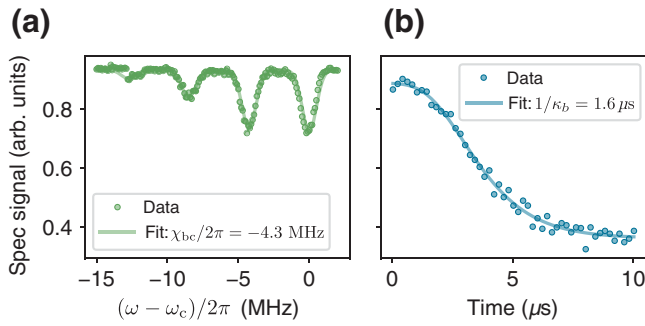 (a)
(b)
Spec signal (arb. units)
0.8
0.6
0.4
Data
Fit: χbc/2π = −4.3 MHz
−15
−10
−5
0
(ω − ωc)/2π (MHz)
Data
Fit: 1/κb = 1.6 μs
0
5
10
Time (μs)